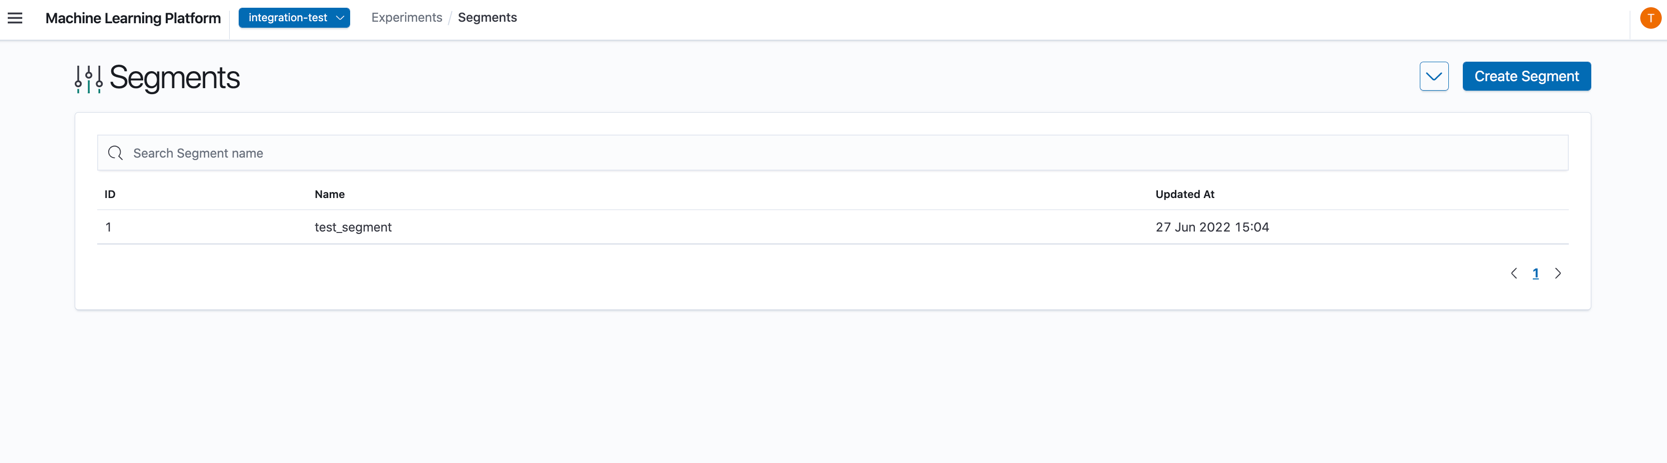 Machine Learning Platform integration-test Experiments / Segments T
Segments Create Segment
Search Segment name
ID Name Updated At
1 test_segment 27 Jun 2022 15:04
1